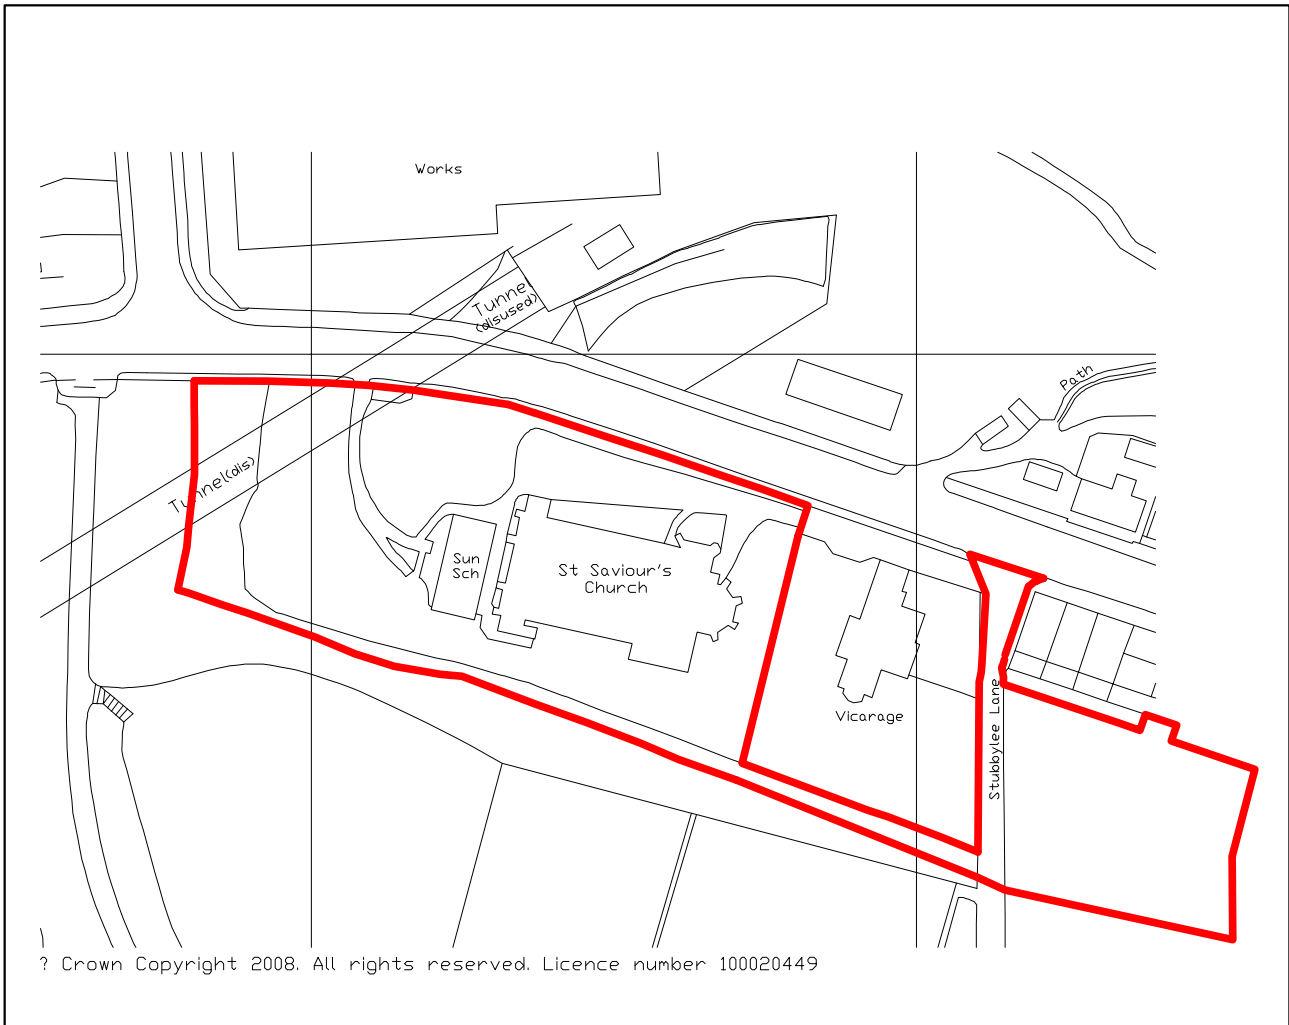 Works
Tunnel
(disused)
Path
Tunnel(dis)
Sun
Sch
St Saviour's
Church
Vicarage
Stubbylee Lane
? Crown Copyright 2008. All rights reserved. Licence number 100020449